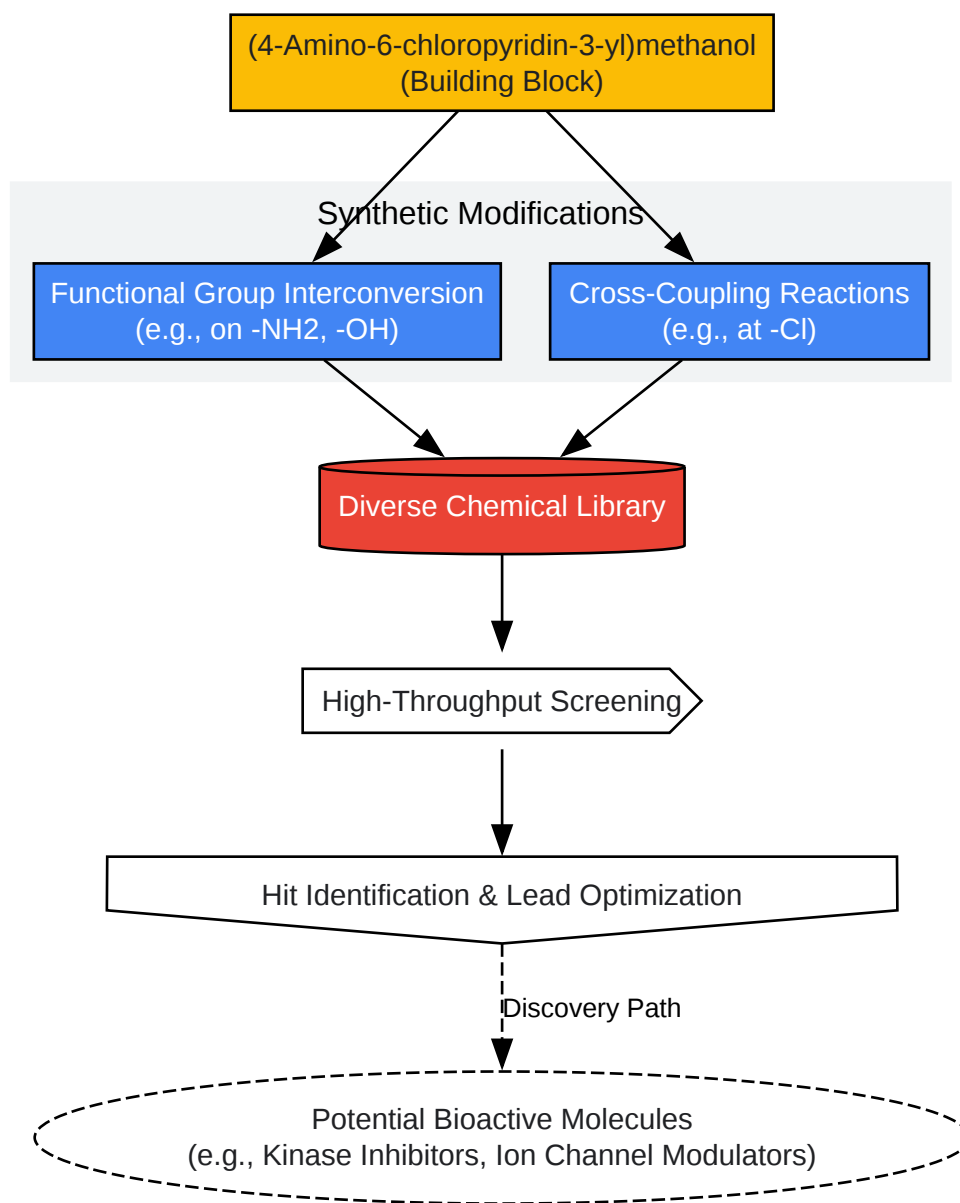 (4-Amino-6-chloropyridin-3-yl)methanol
(Building Block)
Synthetic Modifications
Functional Group Interconversion
(e.g., on -NH2, -OH)
Cross-Coupling Reactions
(e.g., at -Cl)
Diverse Chemical Library
High-Throughput Screening
Hit Identification & Lead Optimization
Discovery Path
Potential Bioactive Molecules
(e.g., Kinase Inhibitors, Ion Channel Modulators)